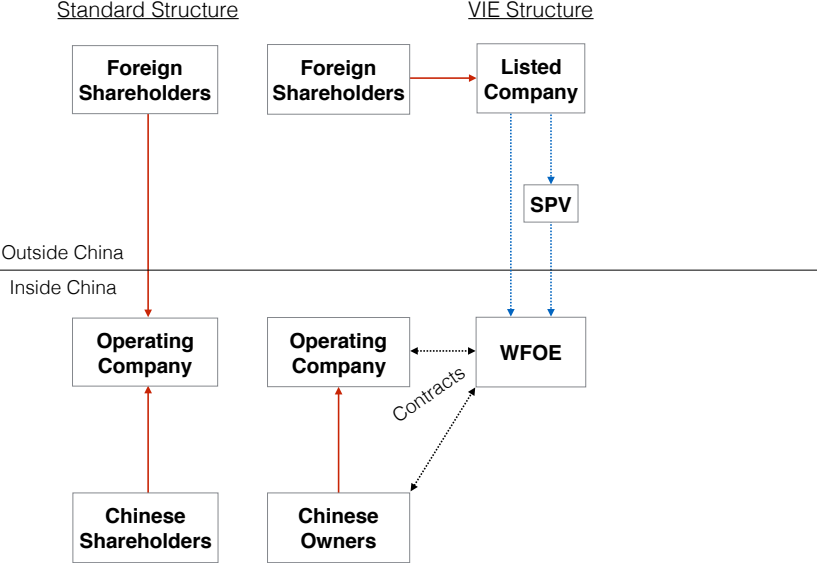 Standard Structure
VIE Structure
Foreign
Shareholders
Foreign
Shareholders
Listed
Company
SPV
Outside China
Inside China
Operating
Company
Operating
Company
WFOE
Contracts
Chinese
Shareholders
Chinese
Owners